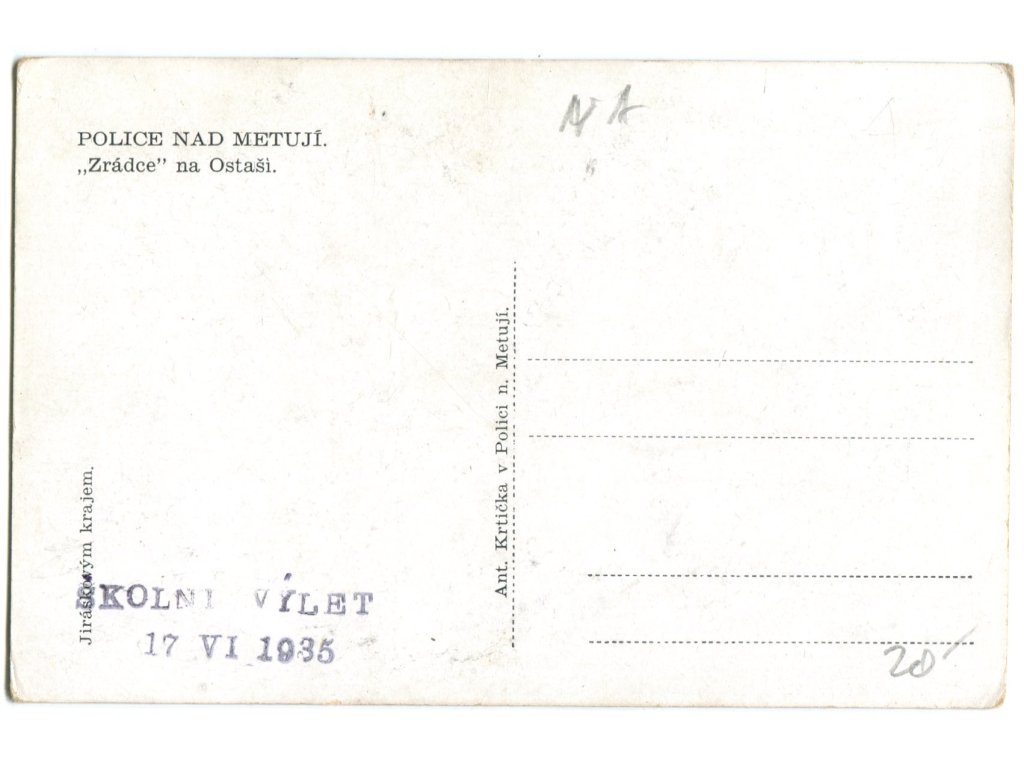 POLICE NAD METUJÍ.
„Zrádce” na Ostaši.
Jiráskovým krajem.
ŠKOLNÍ VÝLET
17 VI 1935
Ant. Krtička v Polici n. Metují.
NA
20